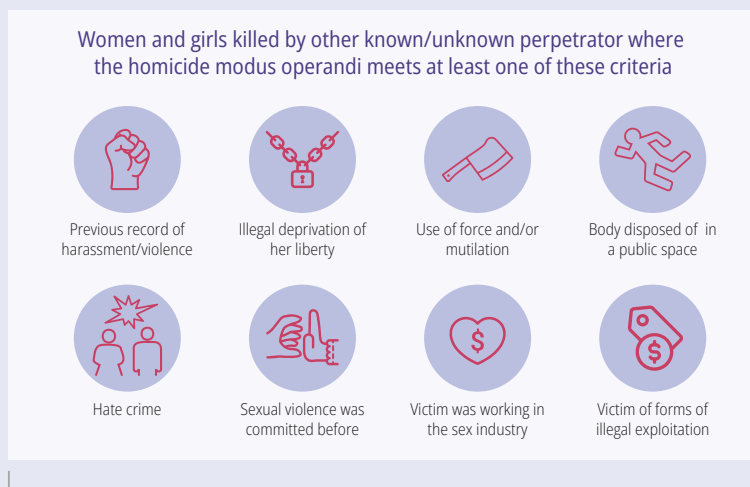 Women and girls killed by other known/unknown perpetrator where
the homicide modus operandi meets at least one of these criteria
Previous record of
harassment/violence
Illegal deprivation of
her liberty
Use of force and/or
mutilation
Body disposed of in
a public space
Hate crime
Sexual violence was
committed before
Victim was working in
the sex industry
Victim of forms of
illegal exploitation